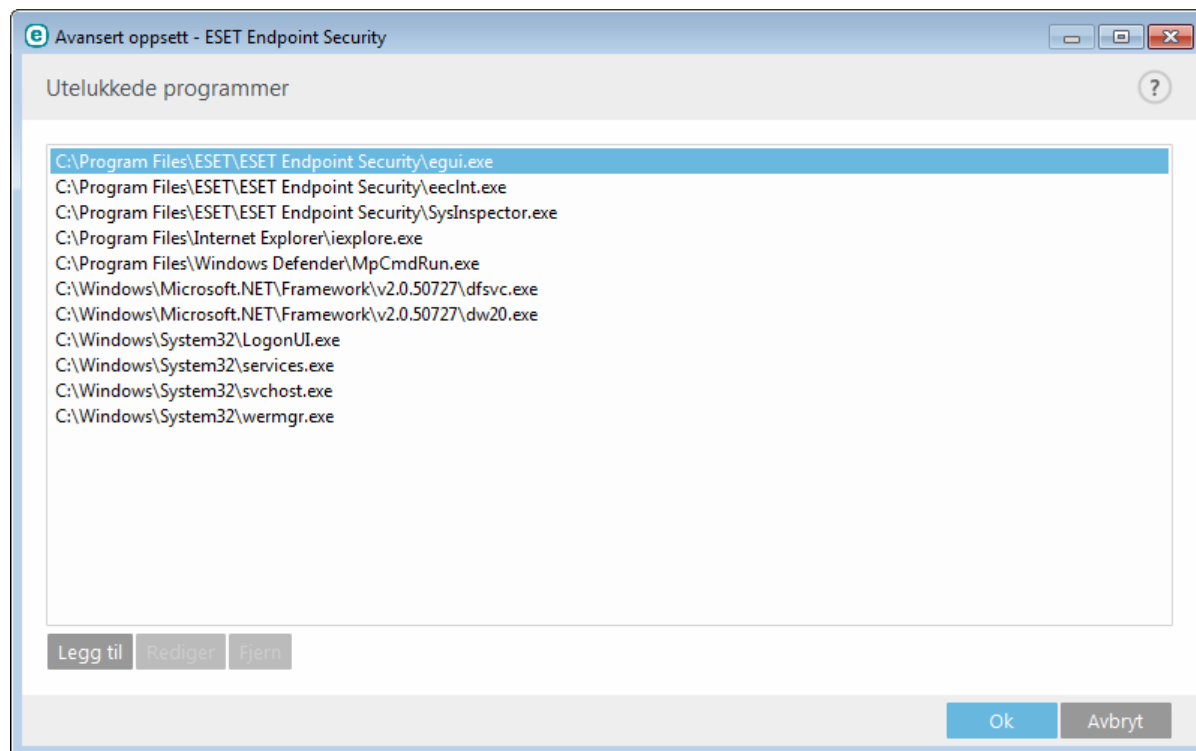 Avansert oppsett - ESET Endpoint Security
Utelukkede programmer
?
C:\Program Files\ESET\ESET Endpoint Security\egui.exe
C:\Program Files\ESET\ESET Endpoint Security\eeclnt.exe
C:\Program Files\ESET\ESET Endpoint Security\SysInspector.exe
C:\Program Files\Internet Explorer\iexplore.exe
C:\Program Files\Windows Defender\MpCmdRun.exe
C:\Windows\Microsoft.NET\Framework\v2.0.50727\dfsvc.exe
C:\Windows\Microsoft.NET\Framework\v2.0.50727\dw20.exe
C:\Windows\System32\LogonUI.exe
C:\Windows\System32\services.exe
C:\Windows\System32\svchost.exe
C:\Windows\System32\wermgr.exe
Legg til Rediger Fjern
Ok Avbryt